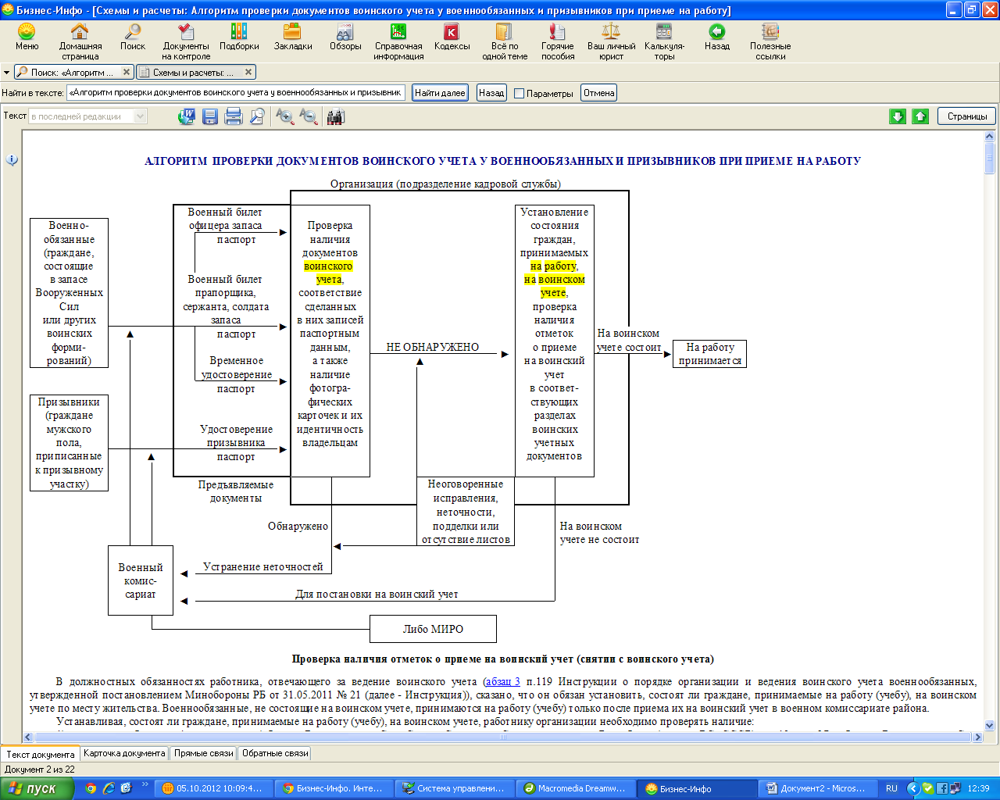 Бизнес-Инфо - [Схемы и расчеты: Алгоритм проверки документов воинского учета у военнообязанных и призывников при приеме на работу]
Меню
Домашняя страница
Поиск
Документы на контроле
Подборки
Закладки
Обзоры
Справочная информация
Кодексы
Всё по одной теме
Горячие пособия
Ваш личный юрист
Калькуля-торы
Назад
Полезные ссылки
Поиск: «Алгоритм ...
Схемы и расчеты: ...
Найти в тексте:
«Алгоритм проверки документов воинского учета у военнообязанных и призывник
Найти далее
Назад
Параметры
Отмена
Текст
в последней редакции
Страницы
АЛГОРИТМ ПРОВЕРКИ ДОКУМЕНТОВ ВОИНСКОГО УЧЕТА У ВОЕННООБЯЗАННЫХ И ПРИЗЫВНИКОВ ПРИ ПРИЕМЕ НА РАБОТУ
Организация (подразделение кадровой службы)
Военно-
обязанные
(граждане,
состоящие
в запасе
Вооруженных
Сил
или других
воинских
форми-
рований)
Призывники
(граждане
мужского
пола,
приписанные
к призывному
участку)
Военный билет
офицера запаса
паспорт
Военный билет
прапорщика,
сержанта, солдата
запаса
паспорт
Временное
удостоверение
паспорт
Удостоверение
призывника
паспорт
Предъявляемые
документы
Проверка
наличия
документов
воинского
учета,
соответствие
сделанных
в них записей
паспортным
данным,
а также
наличие
фотогра-
фических
карточек и их
идентичность
владельцам
НЕ ОБНАРУЖЕНО
Установление
состояния
граждан,
принимаемых
на работу,
на воинском
учете,
проверка
наличия
отметок
о приеме
на воинский
учет
в соответ-
ствующих
разделах
воинских
учетных
документов
На воинском
учете состоит
На работу
принимается
Неоговоренные
исправления,
неточности,
подделки или
отсутствие листов
Обнаружено
На воинском
учете не состоит
Военный
комис-
сариат
Устранение неточностей
Для постановки на воинский учет
Либо МИРО
Проверка наличия отметок о приеме на воинский учет (снятии с воинского учета)
В должностных обязанностях работника, отвечающего за ведение воинского учета (абзац 3 п.119 Инструкции о порядке организации и ведения воинского учета военнообязанных,
утвержденной постановлением Минобороны РБ от 31.05.2011 № 21 (далее - Инструкция)), сказано, что он обязан установить, состоят ли граждане, принимаемые на работу (учебу), на воинском
учете по месту жительства. Военнообязанные, не состоящие на воинском учете, принимаются на работу (учебу) только после приема их на воинский учет в военном комиссариате района.
Устанавливая, состоят ли граждане, принимаемые на работу (учебу), на воинском учете, работнику организации необходимо проверять наличие:
Текст документа
Карточка документа
Прямые связи
Обратные связи
Документ 2 из 22
пуск
05.10.2012 10:09:4...
Бизнес-Инфо. Инте...
Система управлени...
Macromedia Dreamw...
Бизнес-Инфо
Документ2 - Micros...
RU
12:39